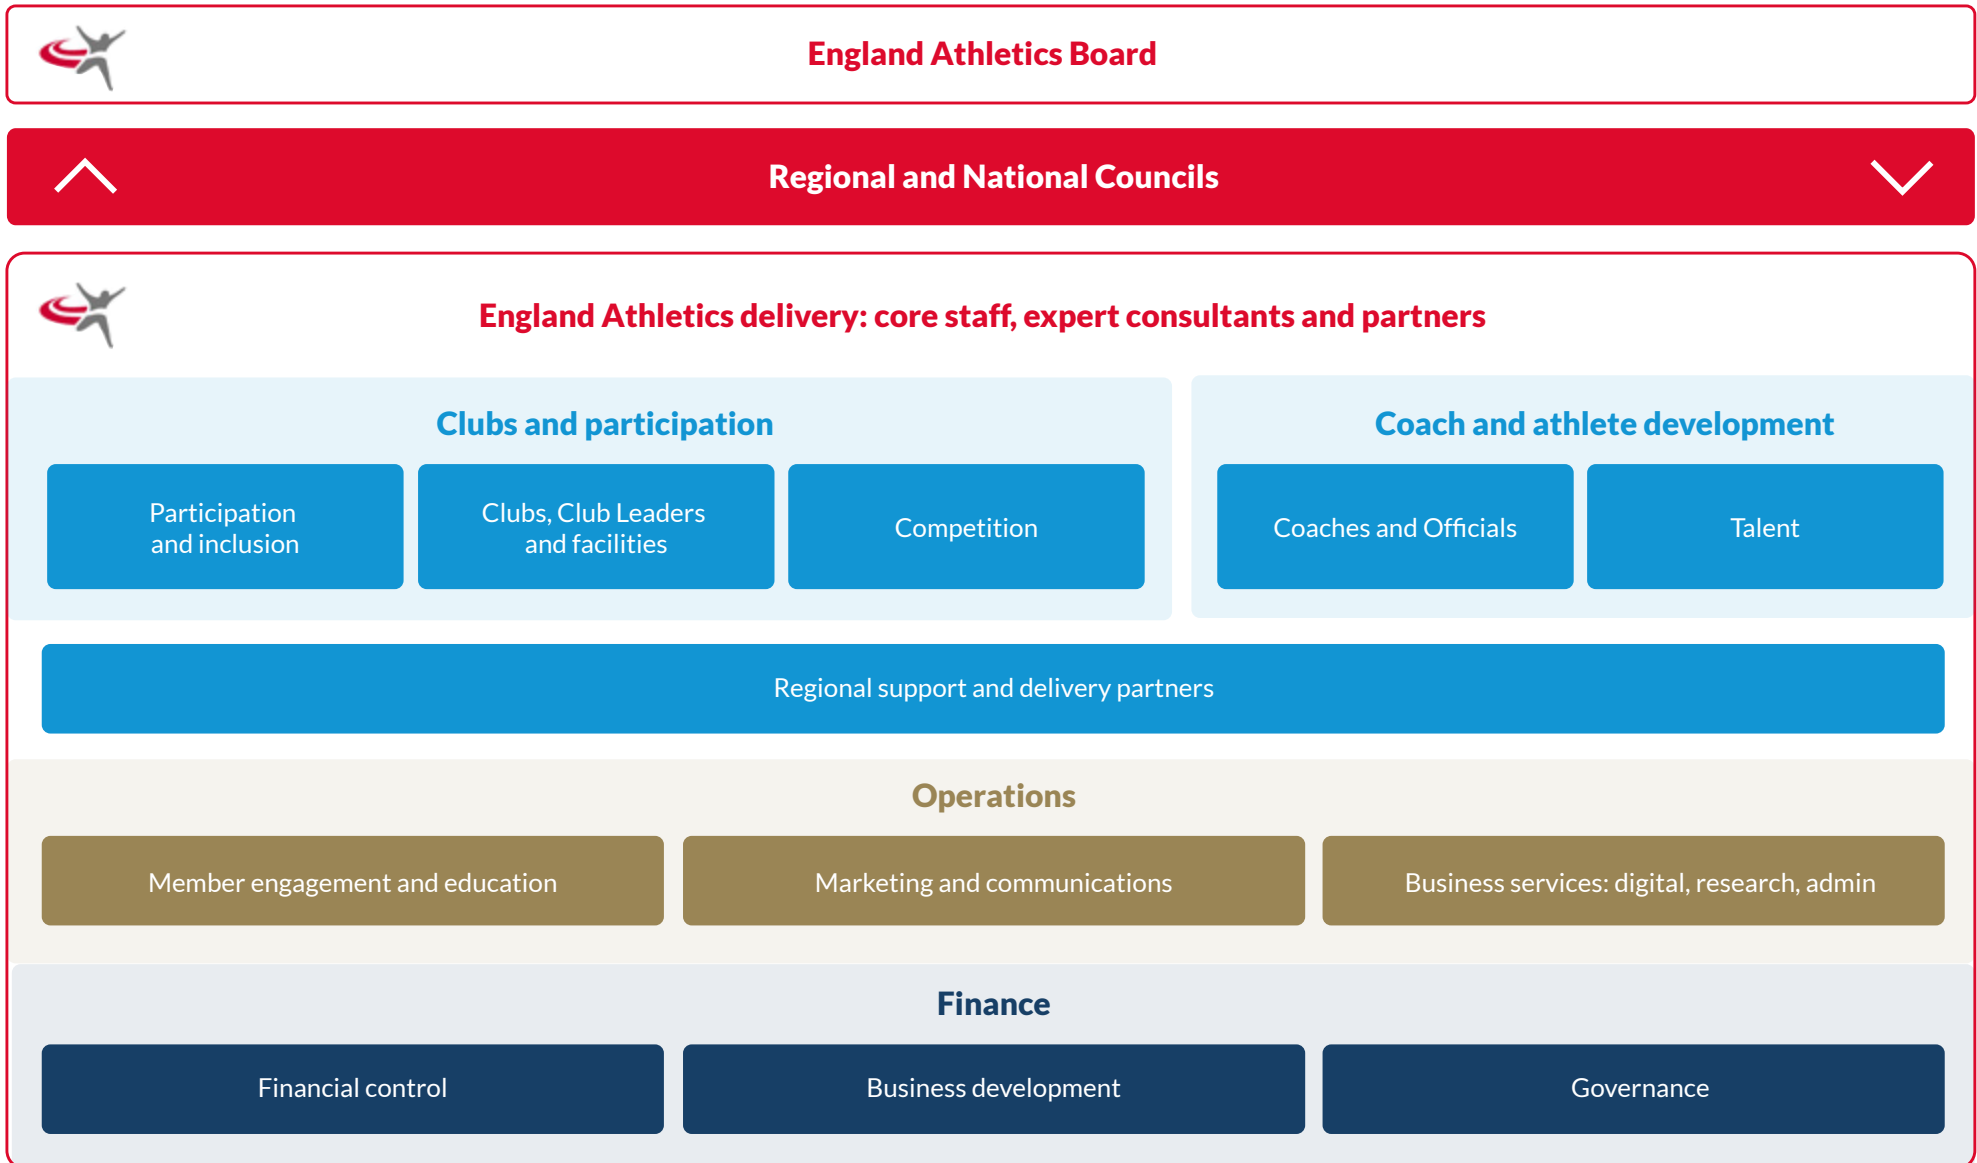 England Athletics Board
Regional and National Councils
England Athletics delivery: core staff, expert consultants and partners
Clubs and participation
Participation
and inclusion
Clubs, Club Leaders
and facilities
Competition
Coach and athlete development
Coaches and Officials
Talent
Regional support and delivery partners
Operations
Member engagement and education
Marketing and communications
Business services: digital, research, admin
Finance
Financial control
Business development
Governance